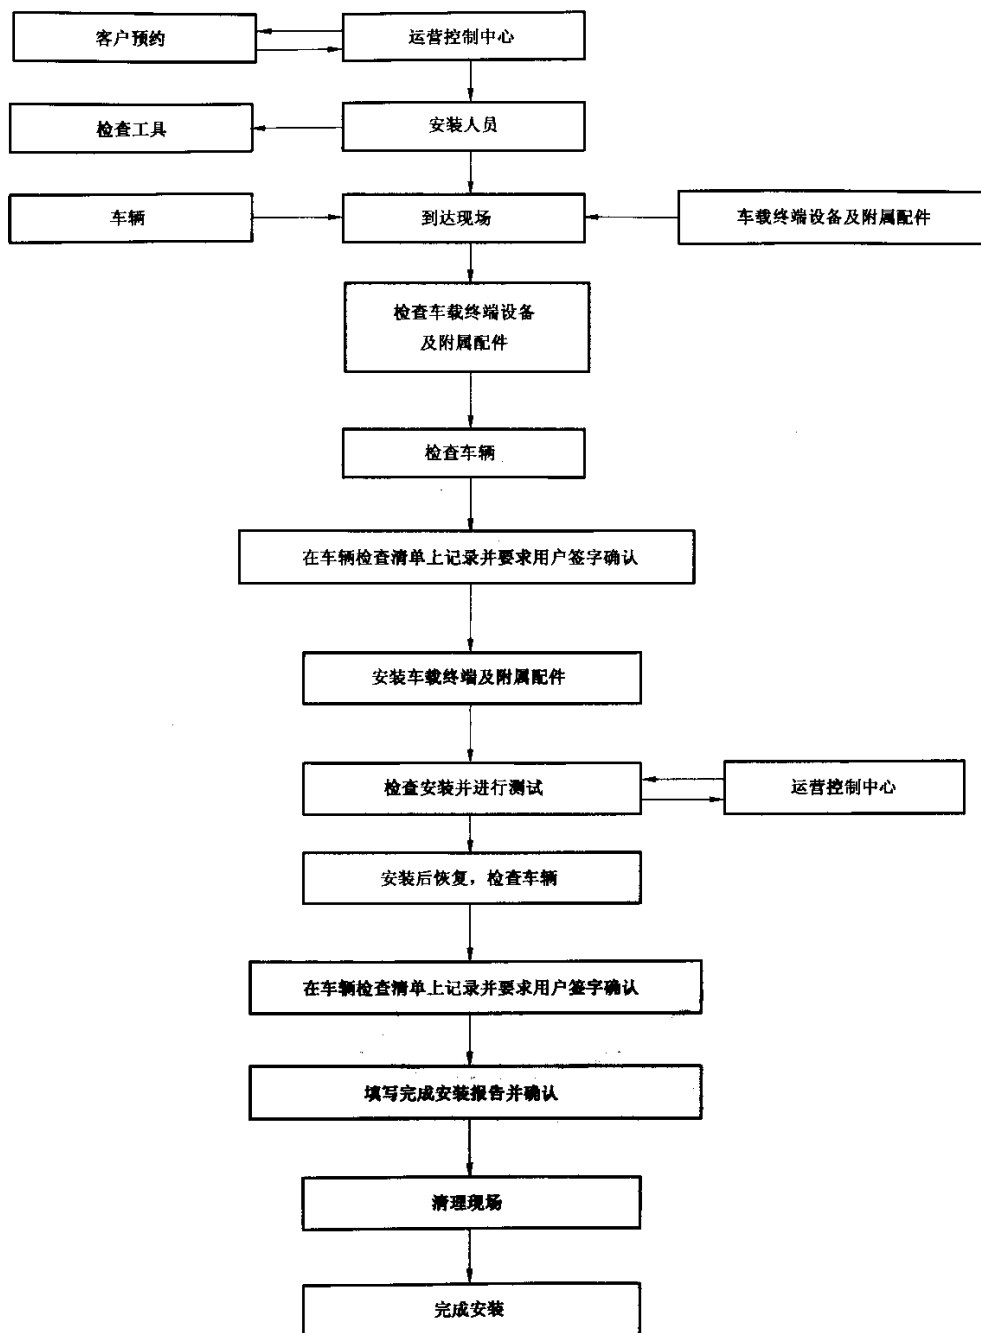 客户预约
运营控制中心
检查工具
安装人员
车辆
到达现场
车载终端设备及附属配件
检查车载终端设备
及附属配件
检查车辆
在车辆检查清单上记录并要求用户签字确认
安装车载终端及附属配件
检查安装并进行测试
运营控制中心
安装后恢复，检查车辆
在车辆检查清单上记录并要求用户签字确认
填写完成安装报告并确认
清理现场
完成安装